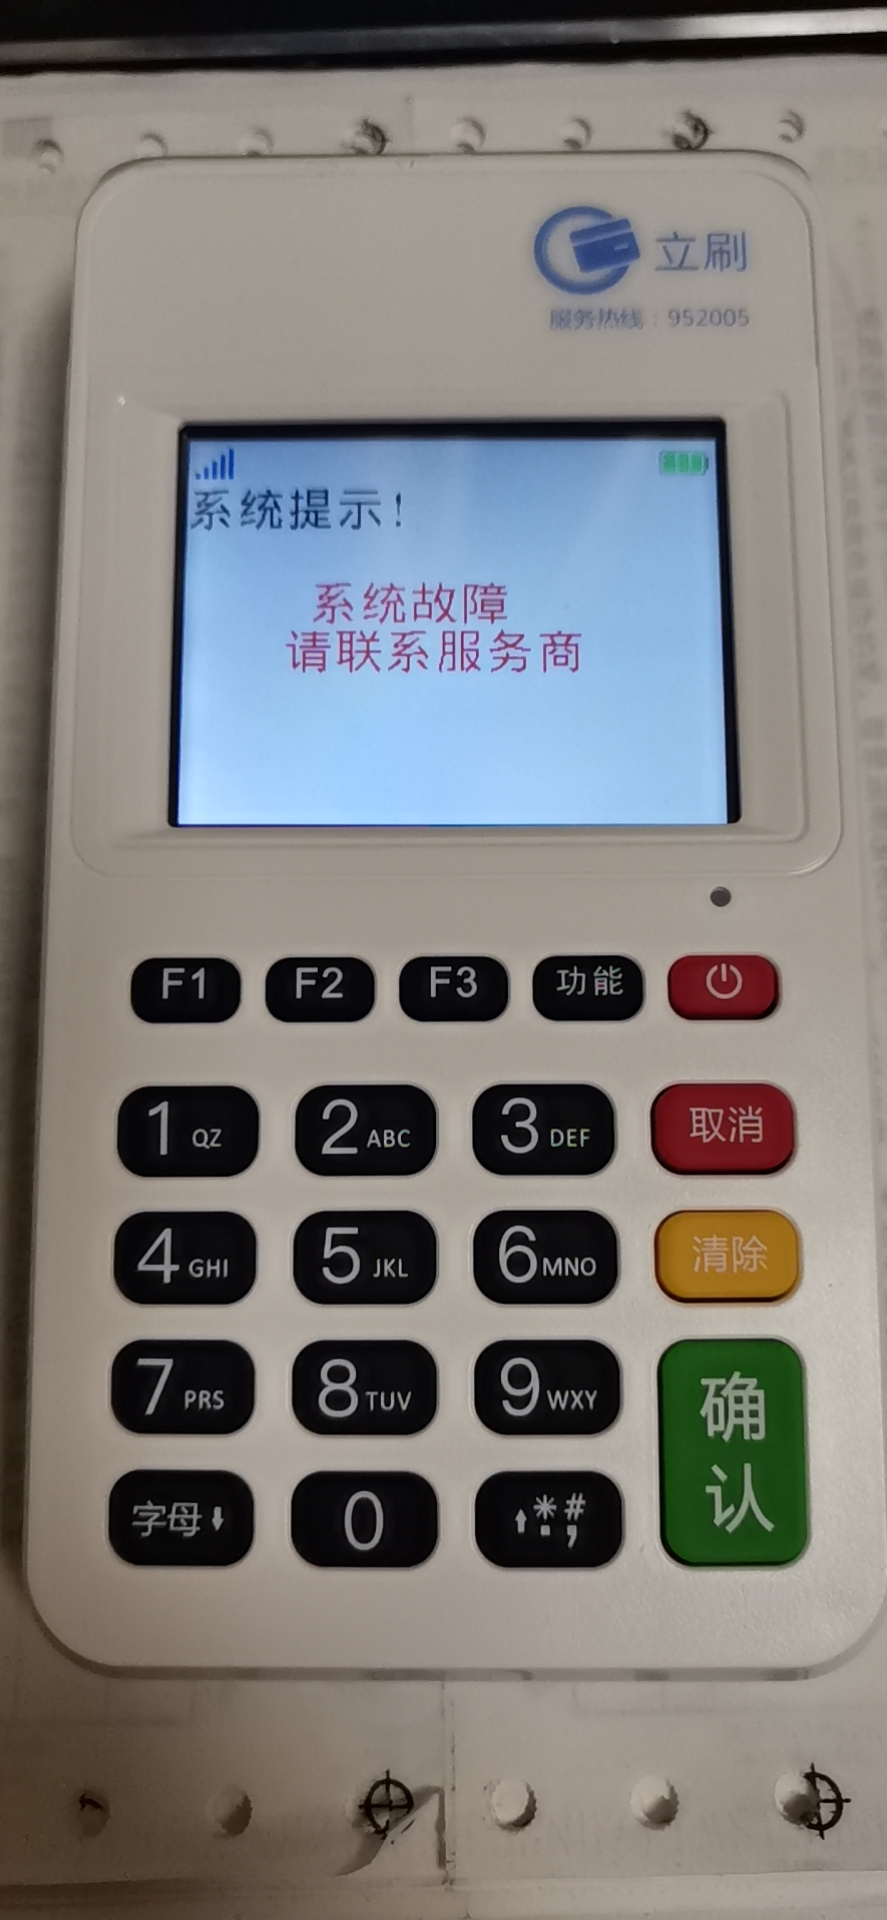 立刷
服务热线：952005
系统提示！
系统故障
请联系服务商
F1 F2 F3 功能
1 QZ 2 ABC 3 DEF 取消
4 GHI 5 JKL 6 MNO 清除
7 PRS 8 TUV 9 WXY 确认
字母⬇ 0 ⬆*#.,